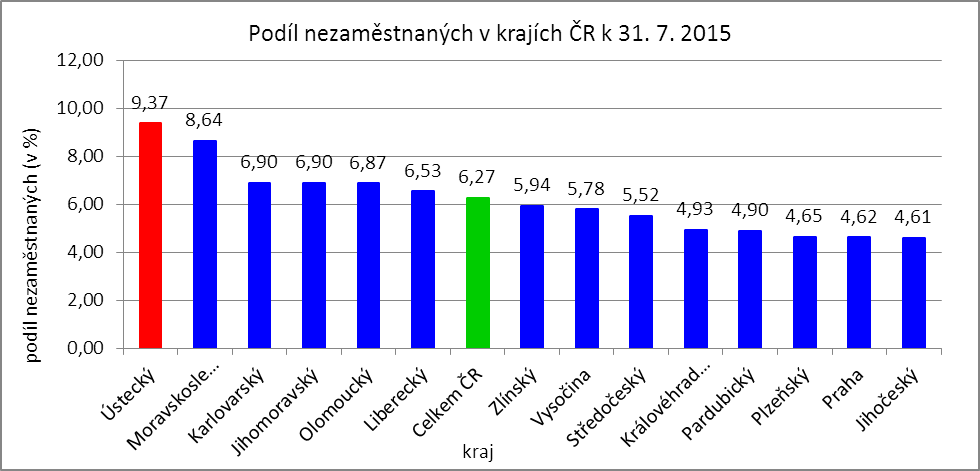 Podíl nezaměstnaných v krajích ČR k 31. 7. 2015
podíl nezaměstnaných (v %)
12,00
10,00
8,00
6,00
4,00
2,00
0,00
9,37
8,64
6,90
6,90
6,87
6,53
6,27
5,94
5,78
5,52
4,93
4,90
4,65
4,62
4,61
Ústecký
Moravskosle...
Karlovarský
Jihomoravský
Olomoucký
Liberecký
Celkem ČR
Zlínský
Vysočina
Středočeský
Královéhrad...
Pardubický
Plzeňský
Praha
Jihočeský
kraj